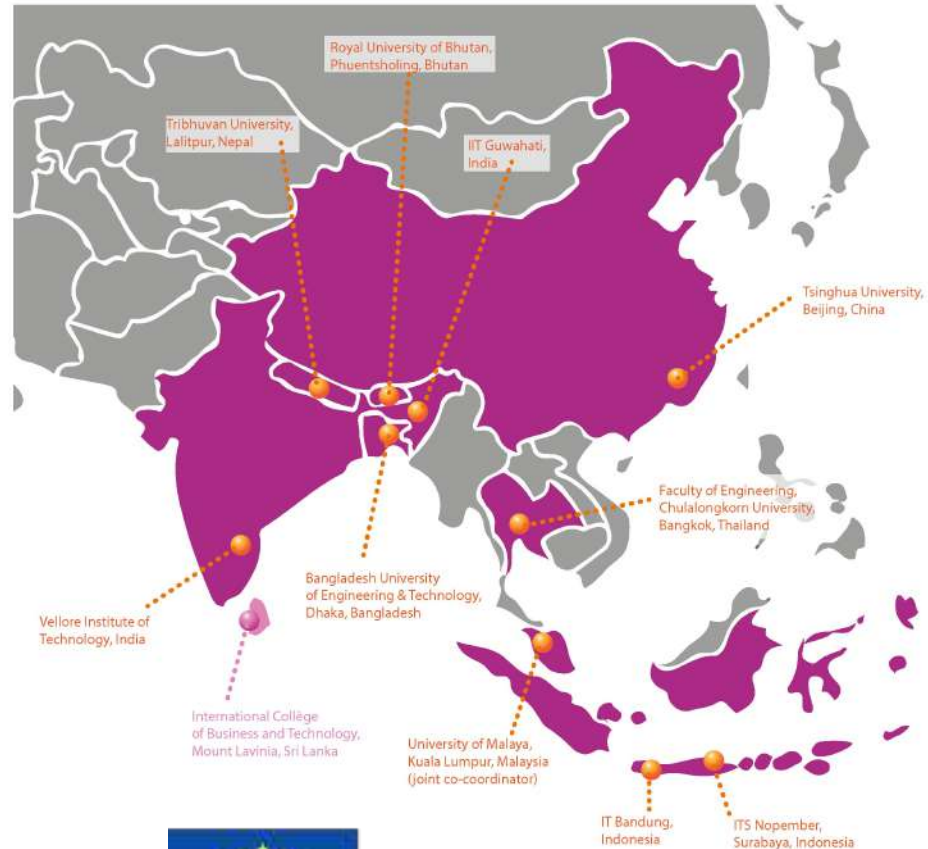 Royal University of Bhutan,
Phuentsholing, Bhutan
Tribhuvan University,
Lalitpur, Nepal
IIT Guwahati,
India
Tsinghua University,
Beijing, China
Faculty of Engineering,
Chulalongkorn University,
Bangkok, Thailand
Bangladesh University
of Engineering & Technology,
Dhaka, Bangladesh
Vellore Institute of
Technology, India
International Collège
of Business and Technology,
Mount Lavinia, Sri Lanka
University of Malaya,
Kuala Lumpur, Malaysia
(joint co-coordinator)
IT Bandung,
Indonesia
ITS Nopember,
Surabaya, Indonesia